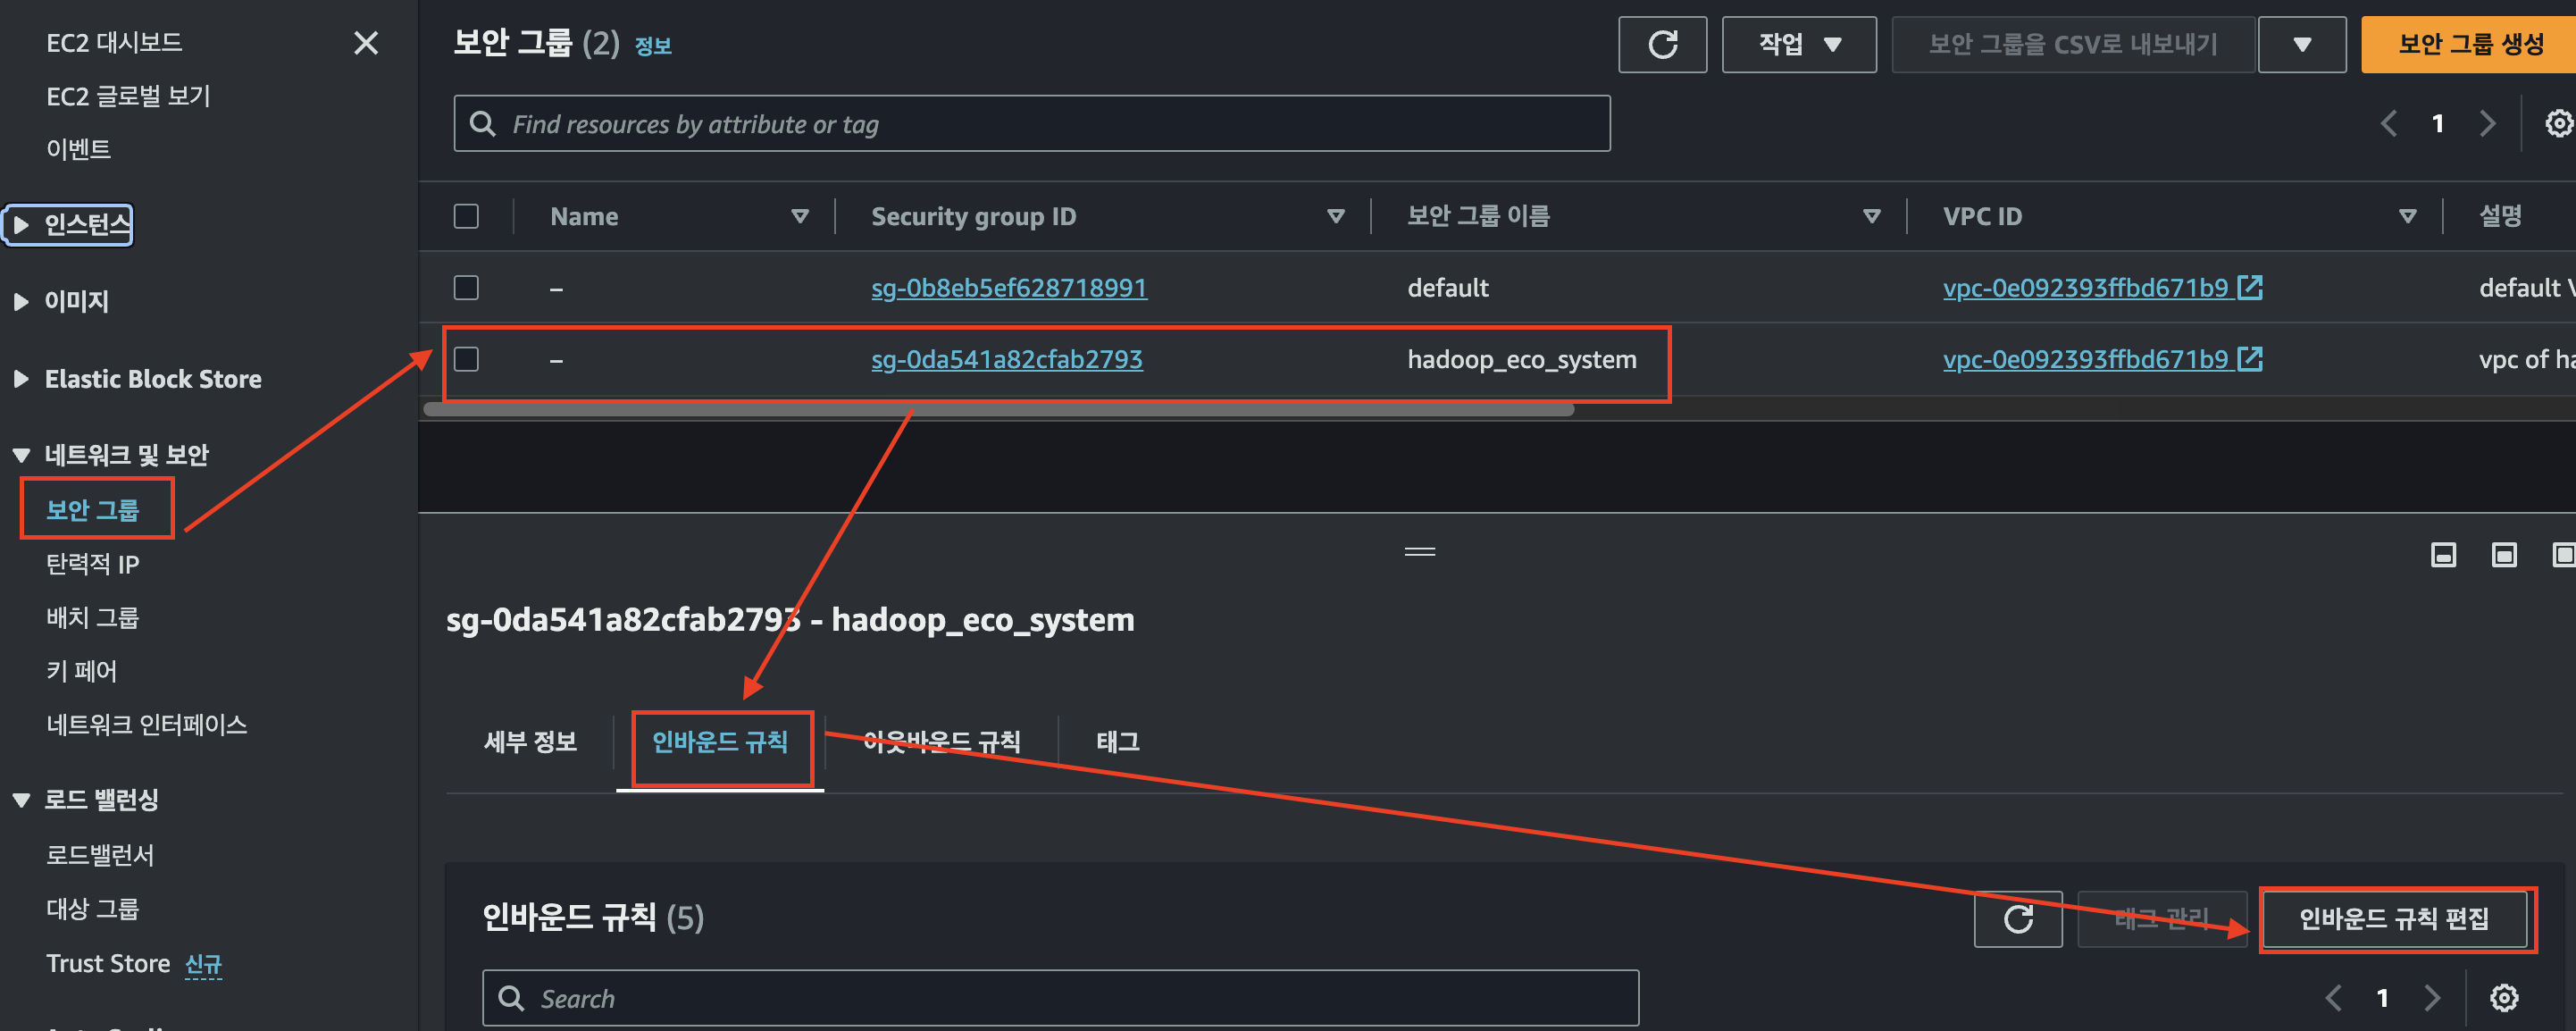 EC2 대시보드
EC2 글로벌 보기
이벤트
인스턴스
이미지
Elastic Block Store
네트워크 및 보안
보안 그룹
탄력적 IP
배치 그룹
키 페어
네트워크 인터페이스
로드 밸런싱
로드밸런서
대상 그룹
Trust Store 신규
보안 그룹 (2) 정보
작업
보안 그룹을 CSV로 내보내기
보안 그룹 생성
Find resources by attribute or tag
1
Name Security group ID 보안 그룹 이름 VPC ID 설명
– sg-0b8eb5ef628718991 default vpc-0e092393ffbd671b9 default
– sg-0da541a82cfab2793 hadoop_eco_system vpc-0e092393ffbd671b9 vpc of ha
sg-0da541a82cfab2793 - hadoop_eco_system
세부 정보 인바운드 규칙 아웃바운드 규칙 태그
인바운드 규칙 (5)
태그 관리
인바운드 규칙 편집
Search
1